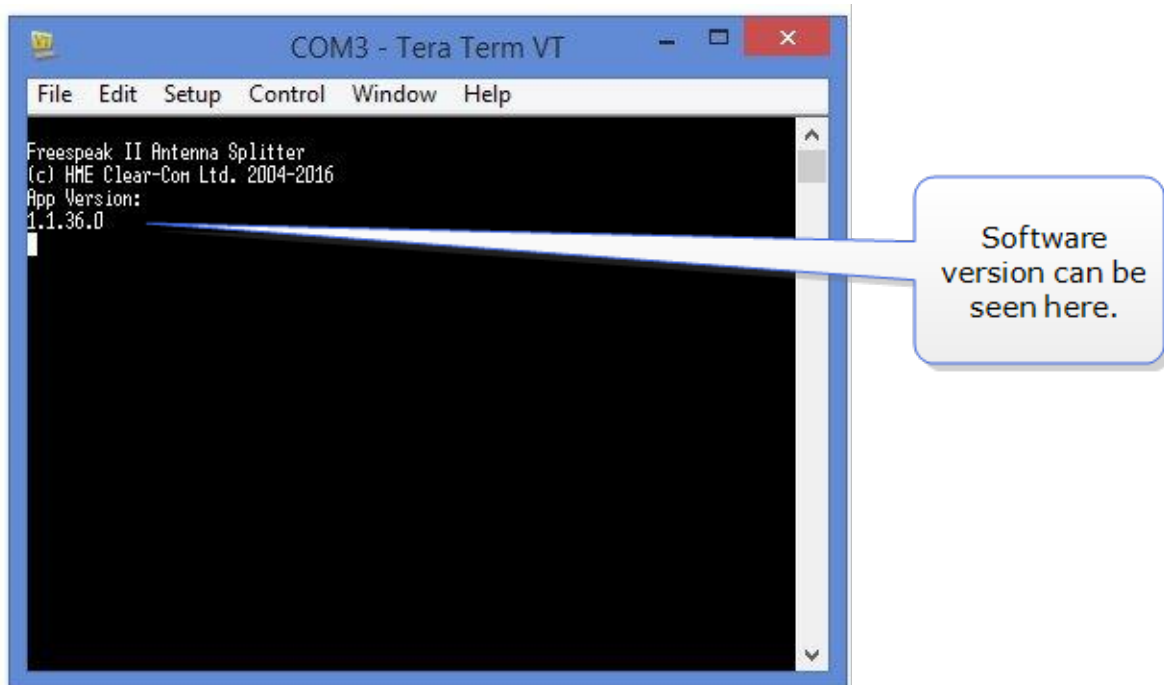 COM3 - Tera Term VT
File Edit Setup Control Window Help
Freespeak II Antenna Splitter
(c) HME Clear-Com Ltd. 2004-2016
App Version:
1.1.36.0
Software
version can be
seen here.